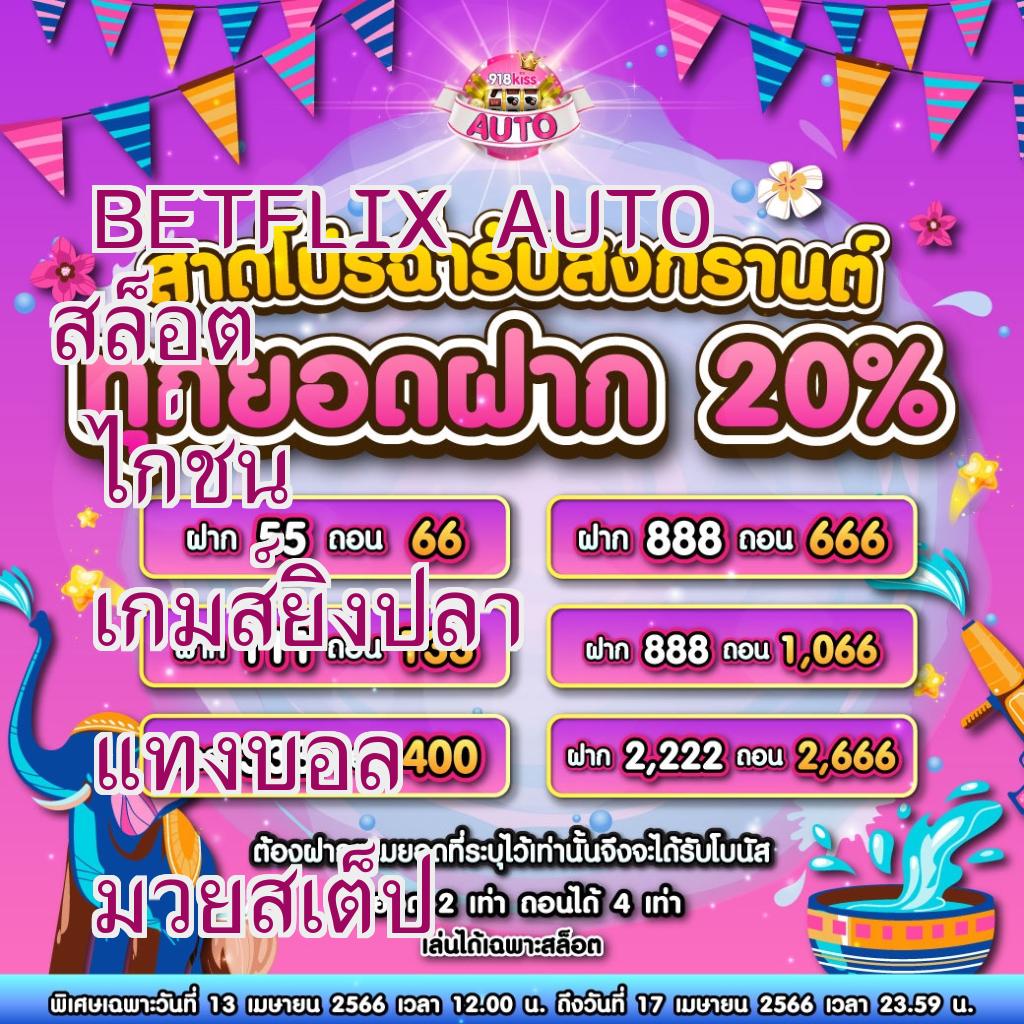 918kiss
AUTO
BETFLIX AUTO
สาดโปรฉ่ำรับสงกรานต์
สล็อต
ทุกยอดฝาก 20%
ไก่ชน
ฝาก 55 ถอน 66
ฝาก 888 ถอน 666
เกมส์ยิงปลา
ฝาก 888 ถอน 1,066
แทงบอล
400
ฝาก 2,222 ถอน 2,666
ต้องฝากตามยอดที่ระบุไว้เท่านั้นจึงจะได้รับโบนัส
มวยสเต็ป
2 เท่า ถอนได้ 4 เท่า
เล่นได้เฉพาะสล็อต
พิเศษเฉพาะวันที่ 13 เมษายน 2566 เวลา 12.00 น. ถึงวันที่ 17 เมษายน 2566 เวลา 23.59 น.